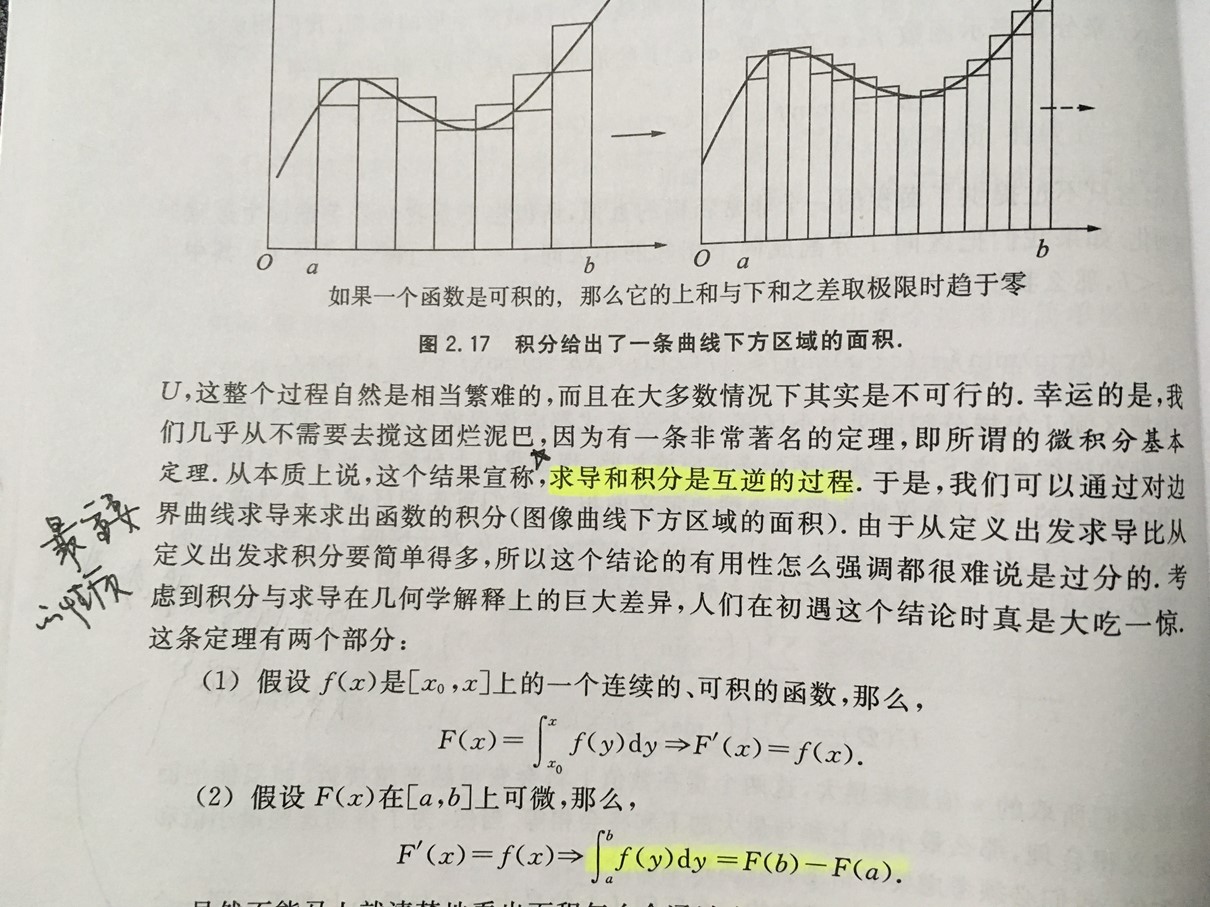 O a b
O a b
如果一个函数是可积的, 那么它的上和与下和之差取极限时趋于零
图 2.17 积分给出了一条曲线下方区域的面积.
U,这整个过程自然是相当繁难的,而且在大多数情况下其实是不可行的. 幸运的是,我
们几乎从不需要去搅这团烂泥巴,因为有一条非常著名的定理,即所谓的微积分基本
定理. 从本质上说,这个结果宣称,求导和积分是互逆的过程. 于是,我们可以通过对边
界曲线求导来求出函数的积分(图像曲线下方区域的面积). 由于从定义出发求导比从
定义出发求积分要简单得多,所以这个结论的有用性怎么强调都很难说是过分的. 考
虑到积分与求导在几何学解释上的巨大差异,人们在初遇这个结论时真是大吃一惊.
这条定理有两个部分:
(1) 假设 f(x)是[x₀,x]上的一个连续的、可积的函数,那么,
F(x)=∫ₓ₀ˣ f(y)dy⇒F′(x)=f(x).
(2) 假设 F(x)在[a,b]上可微,那么,
F′(x)=f(x)⇒∫ₐᵇ f(y)dy=F(b)−F(a).
最重要